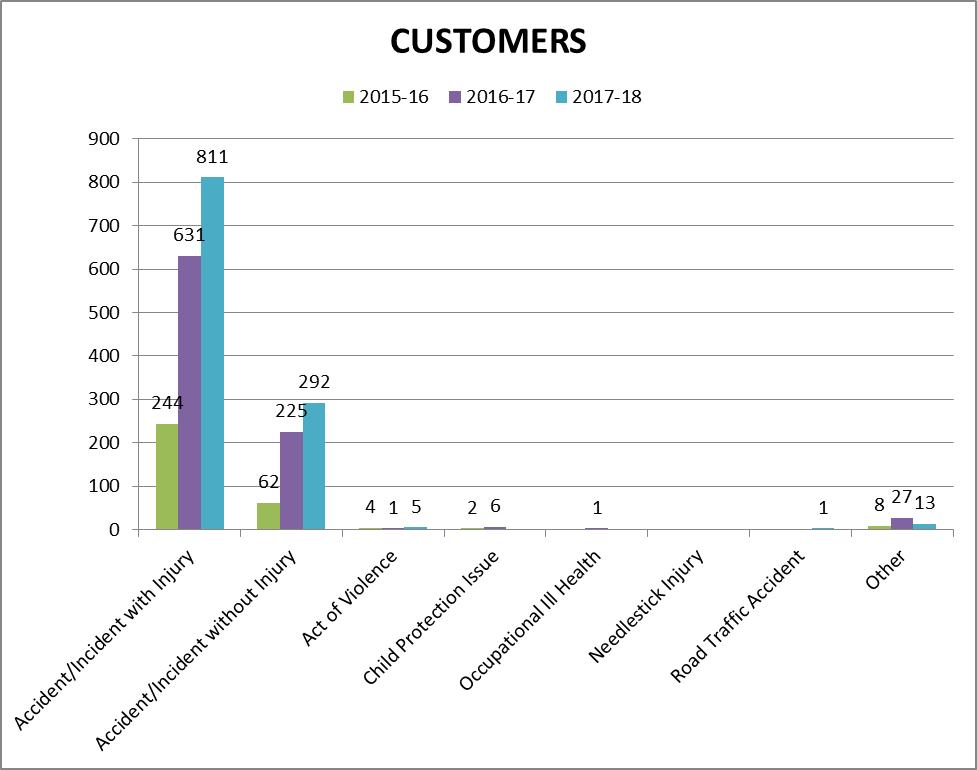 CUSTOMERS
2015-16 2016-17 2017-18
900
800
700
600
500
400
300
200
100
0
244 631 811
62 225 292
4 1 5
2 6
1
1
8 27 13
Accident/Incident with Injury
Accident/Incident without Injury
Act of Violence
Child Protection Issue
Occupational Ill Health
Needlestick Injury
Road Traffic Accident
Other